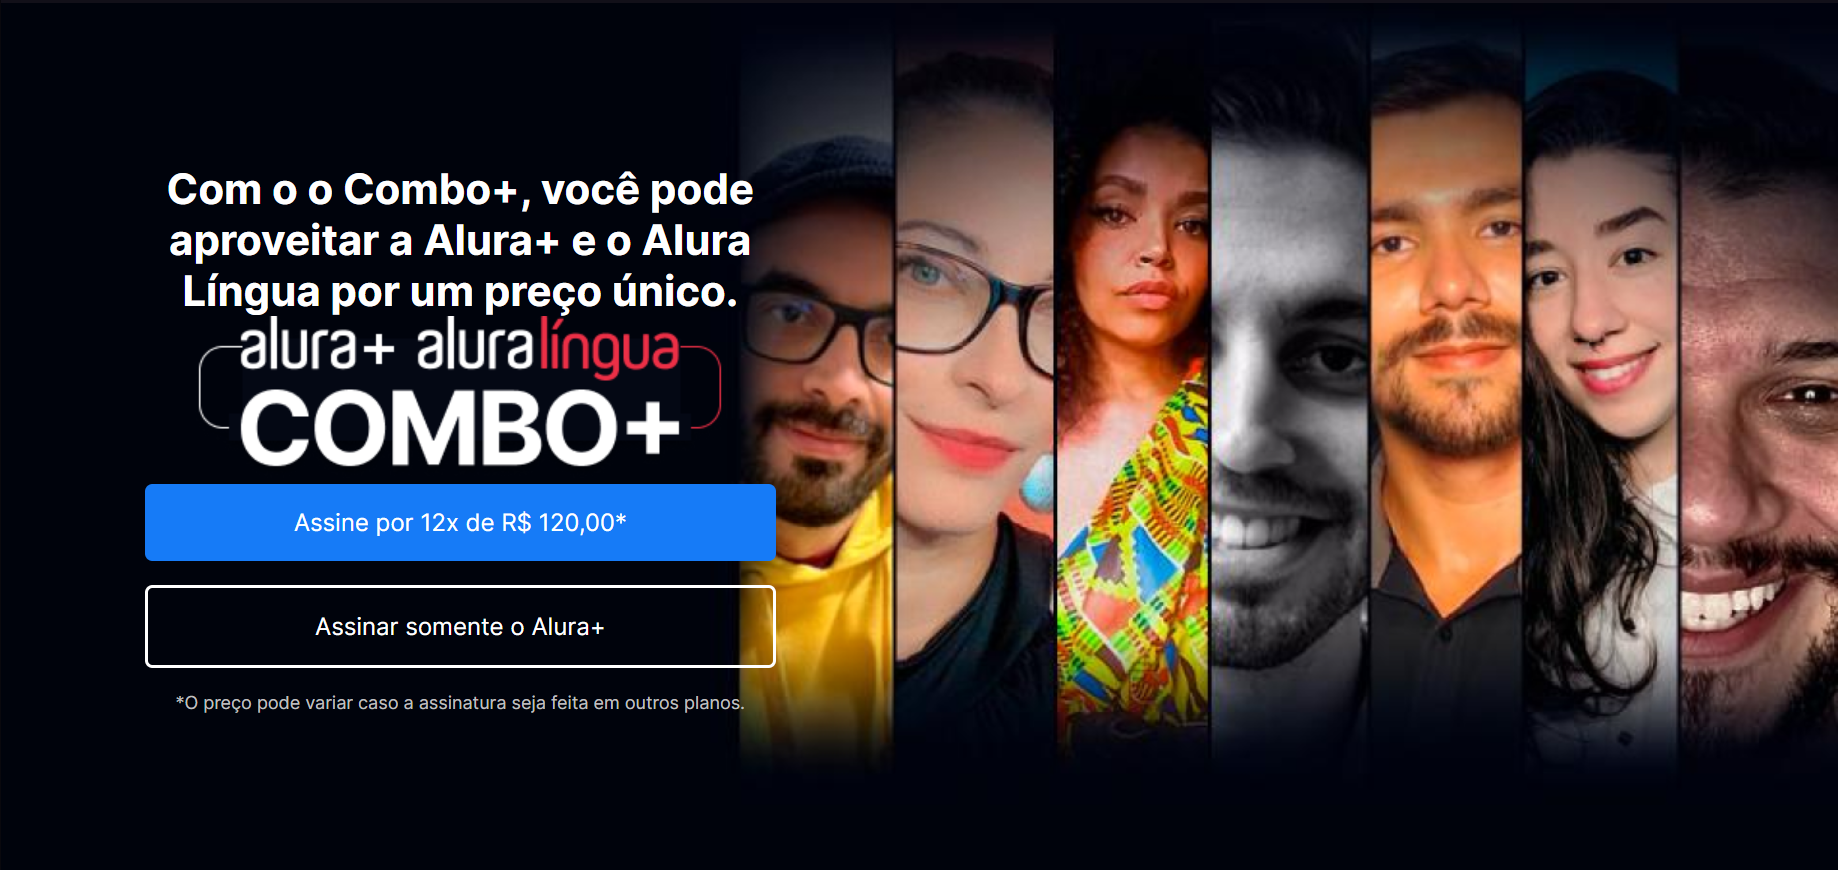 Com o o Combo+, você pode
aproveitar a Alura+ e o Alura
Língua por um preço único.
alura+ aluralíngua
COMBO+
Assine por 12x de R$ 120,00*
Assinar somente o Alura+
*O preço pode variar caso a assinatura seja feita em outros planos.